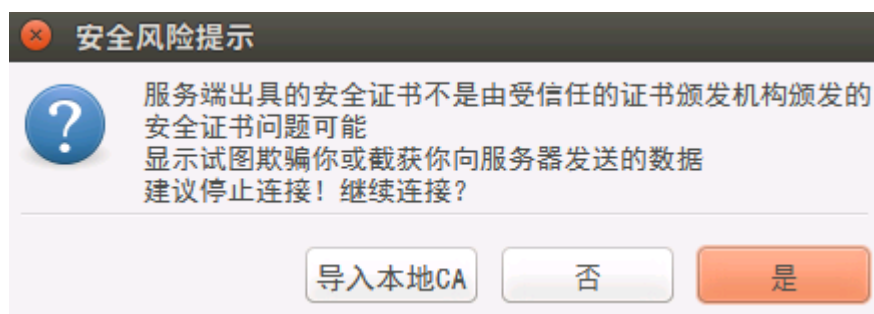 安全风险提示
服务端出具的安全证书不是由受信任的证书颁发机构颁发的
安全证书问题可能
显示试图欺骗你或截获你向服务器发送的数据
建议停止连接！继续连接？
导入本地CA 否 是